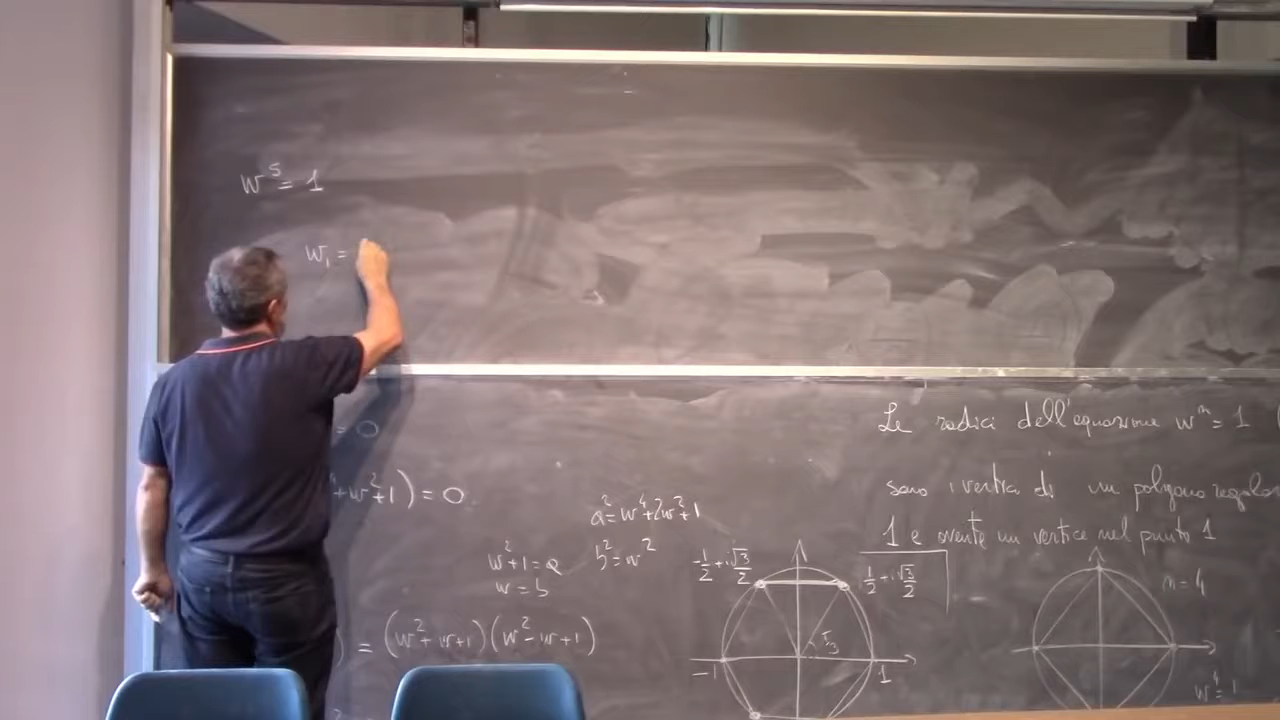 w⁵ = 1
w₁ =
= 0
+w²+1) = 0
a² = w⁴+2w²+1
w²+1 = a
b² = w²
w = b
) = (w²+w+1)(w²-w+1)
Le radici dell'equazione wⁿ = 1
sono i vertici di un poligono regolar
1 e avente un vertice nel punto 1
-1/2 + i√3/2
1/2 + i√3/2
π/3
-1
1
n = 4
w⁴ = 1